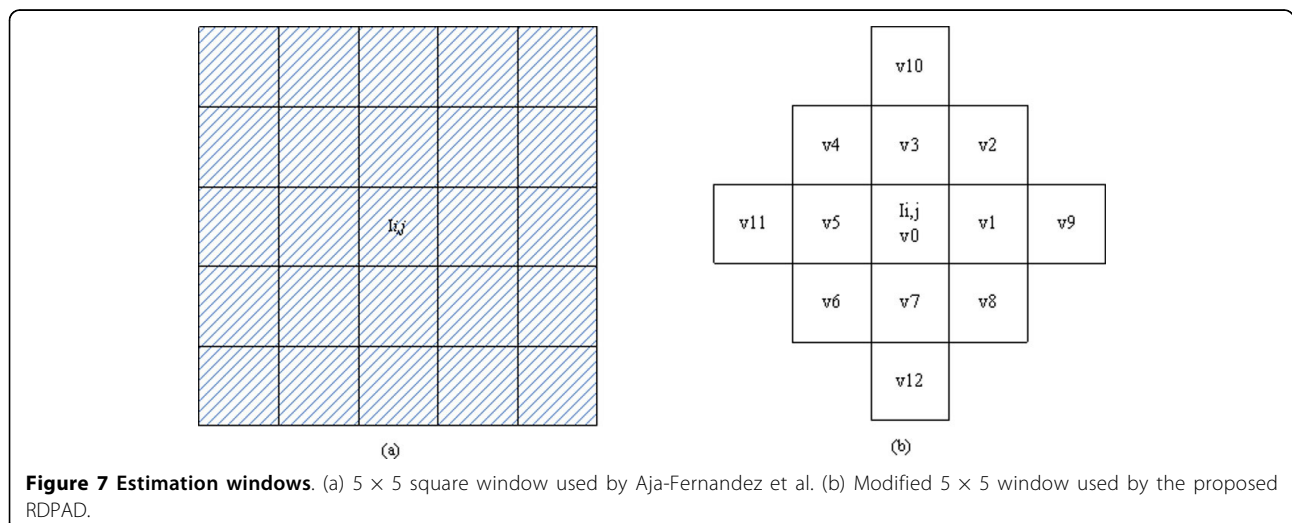 Ii,j
(a)
v10
v4 v3 v2
v11 v5 Ii,j v1 v9
v0
v6 v7 v8
v12
(b)
Figure 7 Estimation windows. (a) 5 × 5 square window used by Aja-Fernandez et al. (b) Modified 5 × 5 window used by the proposed
RDPAD.